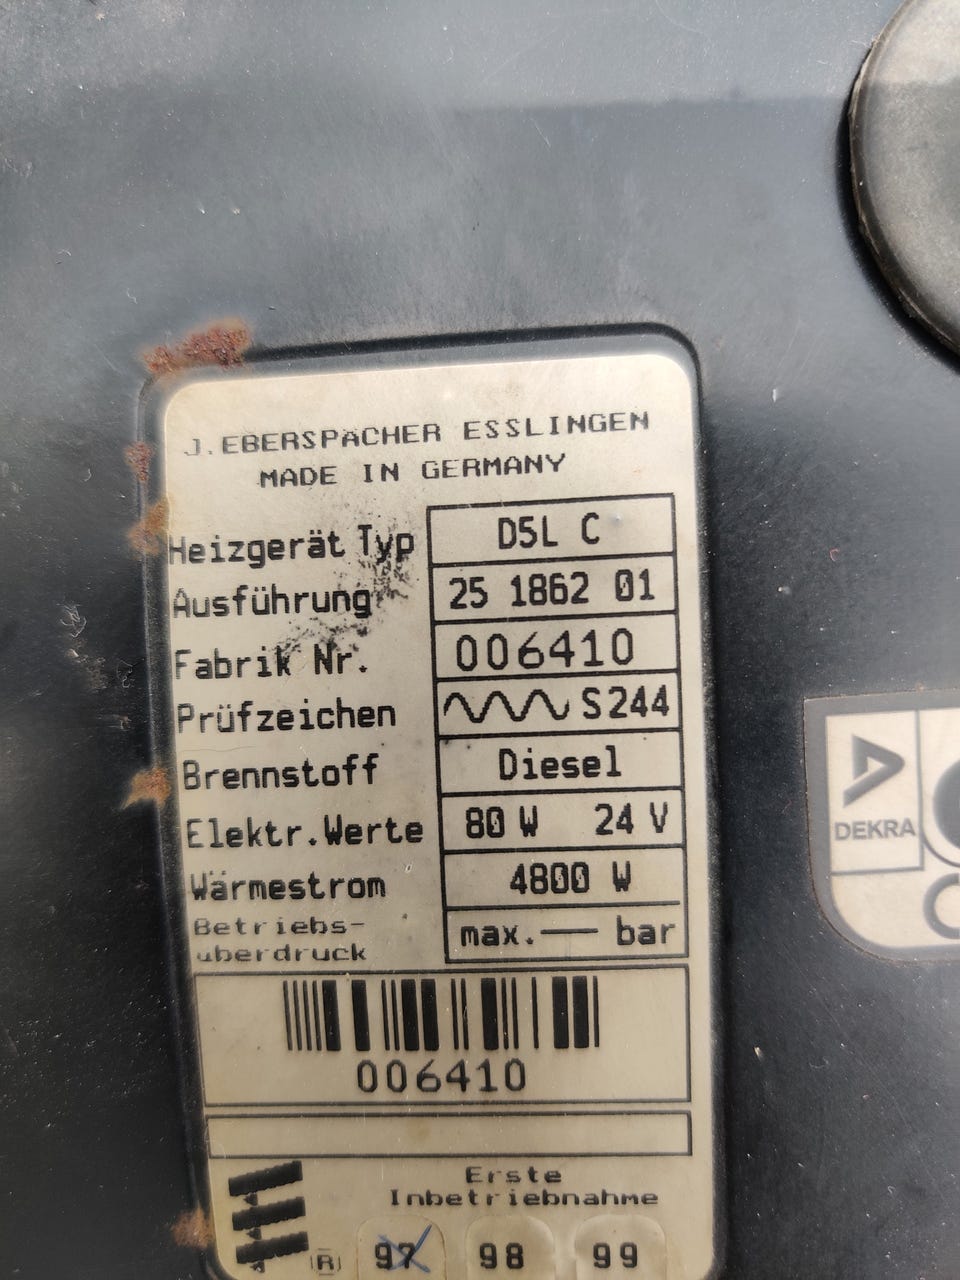 J. EBERSPÄCHER ESSLINGEN
MADE IN GERMANY
Heizgerät Typ D5L C
Ausführung 25 1862 01
Fabrik Nr. 006410
Prüfzeichen S244
Brennstoff Diesel
Elektr.Werte 80 W 24 V
Wärmestrom 4800 W
Betriebs-
überdruck max.— bar
006410
Erste
Inbetriebnahme
R 97 98 99
DEKRA